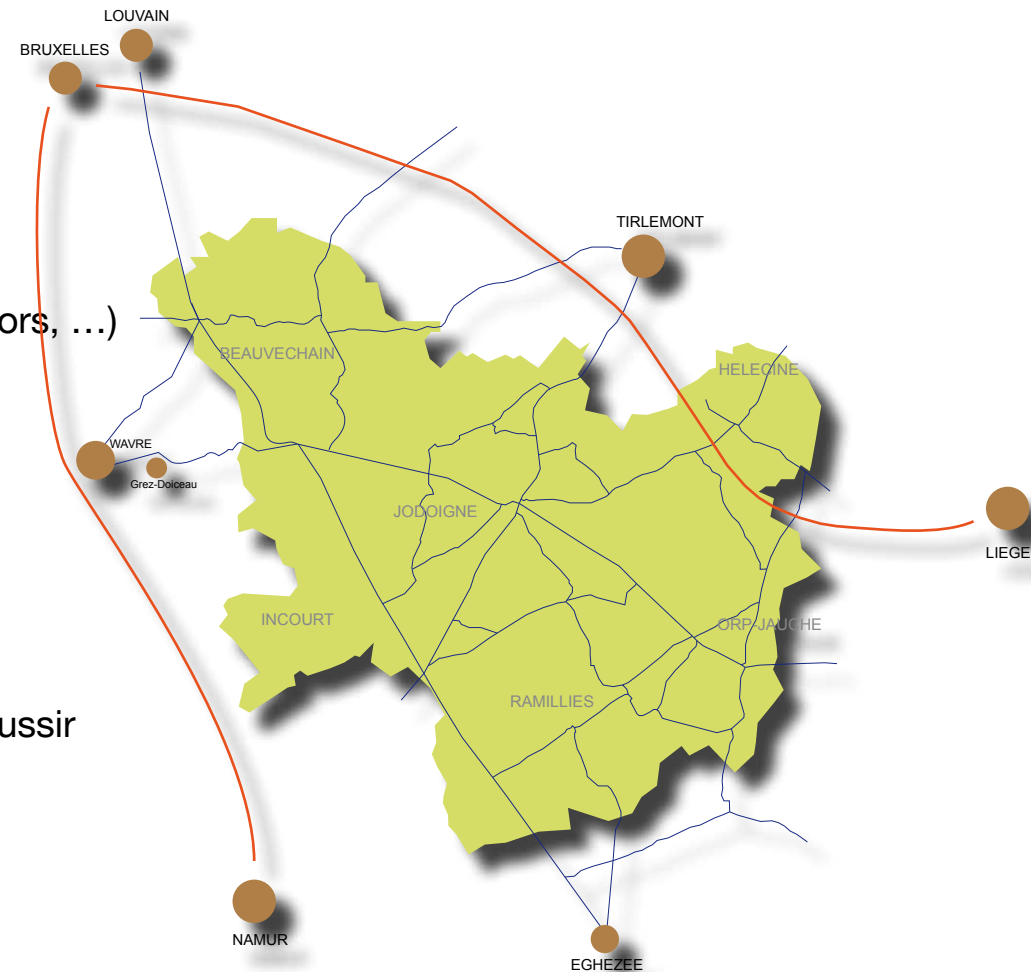 LOUVAIN
BRUXELLES
TIRLEMONT
ors, …)
BEAUVECHAIN
HELECINE
WAVRE
Grez-Doiceau
JODOIGNE
LIEGE
INCOURT
ORP-JAUCHE
RAMILLIES
ussir
NAMUR
EGHEZEE